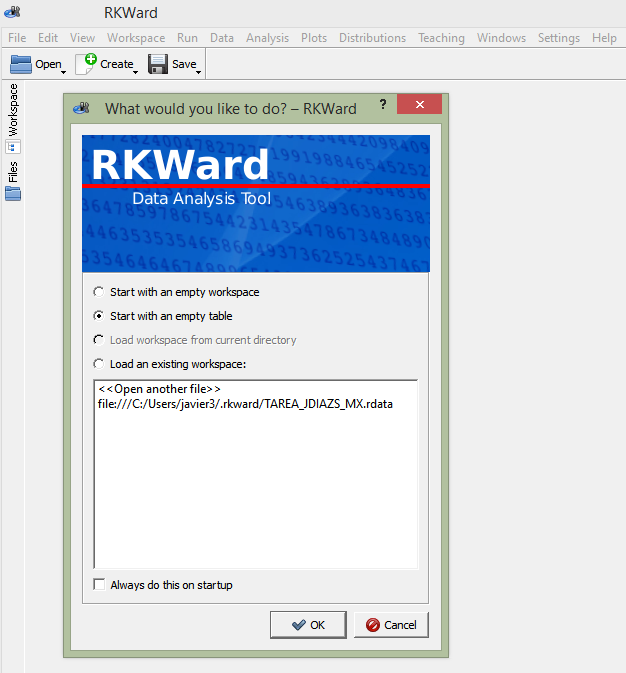 RKWard
File Edit View Workspace Run Data Analysis Plots Distributions Teaching Windows Settings Help
Open Create Save
Workspace
Files
What would you like to do? – RKWard ?
RKWard
Data Analysis Tool
Start with an empty workspace
Start with an empty table
Load workspace from current directory
Load an existing workspace:
<<Open another file>>
file:///C:/Users/javier3/.rkward/TAREA_JDIAZS_MX.rdata
Always do this on startup
OK Cancel